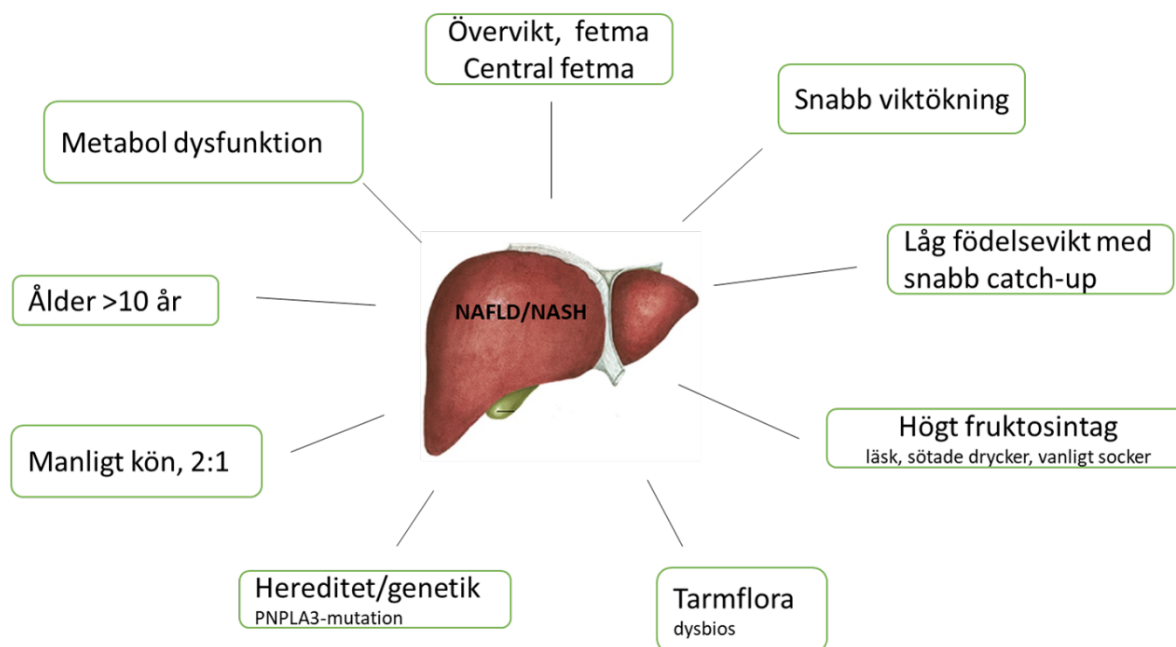 Övervikt, fetma
Central fetma
Snabb viktökning
Metabol dysfunktion
Låg födelsevikt med
snabb catch-up
Ålder >10 år
NAFLD/NASH
Högt fruktosintag
läsk, sötade drycker, vanligt socker
Manligt kön, 2:1
Hereditet/genetik
PNPLA3-mutation
Tarmflora
dysbios